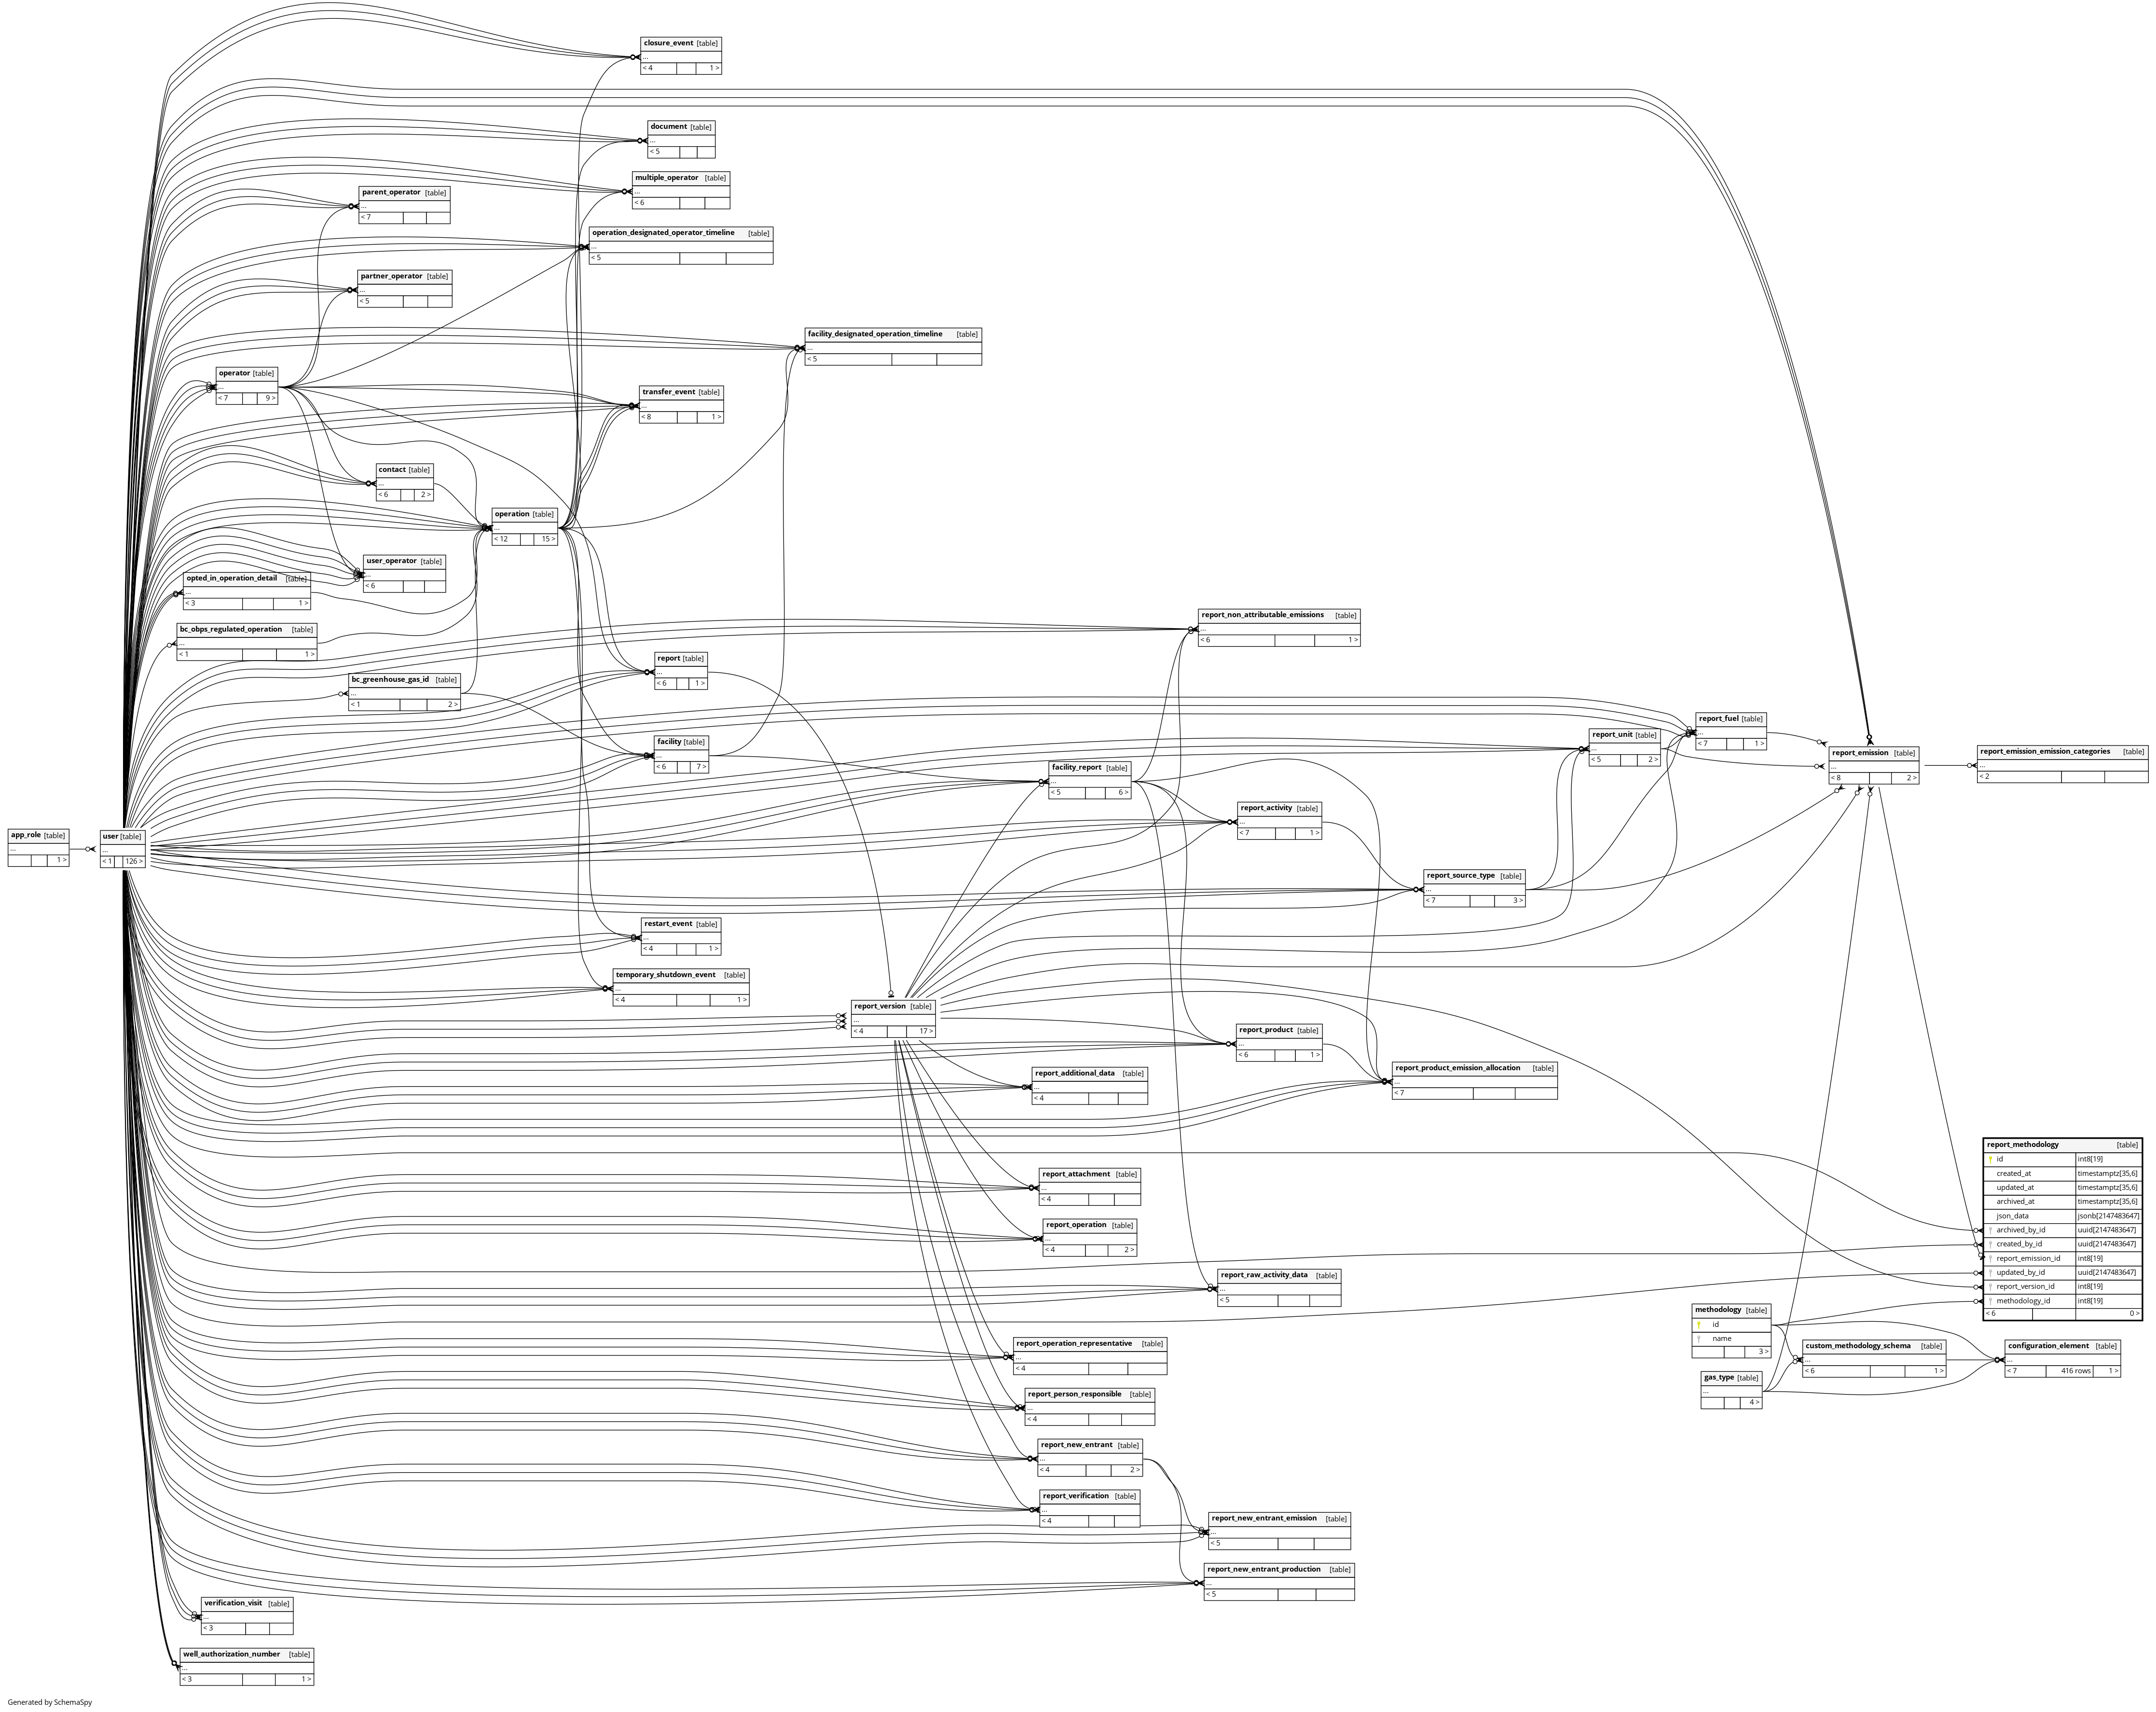 closure_event [table]
...
< 4 1 >
document [table]
...
< 5
multiple_operator [table]
...
< 6
parent_operator [table]
...
< 7
operation_designated_operator_timeline [table]
...
< 5
partner_operator [table]
...
< 5
facility_designated_operation_timeline [table]
...
< 5
operator [table]
...
< 7 9 >
transfer_event [table]
...
< 8 1 >
contact [table]
...
< 6 2 >
operation [table]
...
< 12 15 >
user_operator [table]
...
< 6
opted_in_operation_detail [table]
...
< 3 1 >
bc_obps_regulated_operation [table]
...
< 1 1 >
report_non_attributable_emissions [table]
...
< 6 1 >
report [table]
...
< 6 1 >
bc_greenhouse_gas_id [table]
...
< 1 2 >
report_fuel [table]
...
< 7 1 >
report_unit [table]
...
< 5 2 >
facility [table]
...
< 6 7 >
report_emission [table]
...
< 8 2 >
report_emission_emission_categories [table]
...
< 2
facility_report [table]
...
< 5 6 >
report_activity [table]
...
< 7 1 >
app_role [table]
...
1 >
user [table]
...
< 1 126 >
report_source_type [table]
...
< 7 3 >
restart_event [table]
...
< 4 1 >
temporary_shutdown_event [table]
...
< 4 1 >
report_version [table]
...
< 4 17 >
report_product [table]
...
< 6 1 >
report_product_emission_allocation [table]
...
< 7
report_additional_data [table]
...
< 4
report_methodology [table]
id int8[19]
created_at timestamptz[35,6]
updated_at timestamptz[35,6]
archived_at timestamptz[35,6]
json_data jsonb[2147483647]
archived_by_id uuid[2147483647]
created_by_id uuid[2147483647]
report_emission_id int8[19]
updated_by_id uuid[2147483647]
report_version_id int8[19]
methodology_id int8[19]
< 6 0 >
report_attachment [table]
...
< 4
report_operation [table]
...
< 4 2 >
report_raw_activity_data [table]
...
< 5
methodology [table]
id
name
3 >
report_operation_representative [table]
...
< 4
custom_methodology_schema [table]
...
< 6 1 >
configuration_element [table]
...
< 7 416 rows 1 >
gas_type [table]
...
4 >
report_person_responsible [table]
...
< 4
report_new_entrant [table]
...
< 4 2 >
report_verification [table]
...
< 4
report_new_entrant_emission [table]
...
< 5
report_new_entrant_production [table]
...
< 5
verification_visit [table]
...
< 3
well_authorization_number [table]
...
< 3 1 >
Generated by SchemaSpy